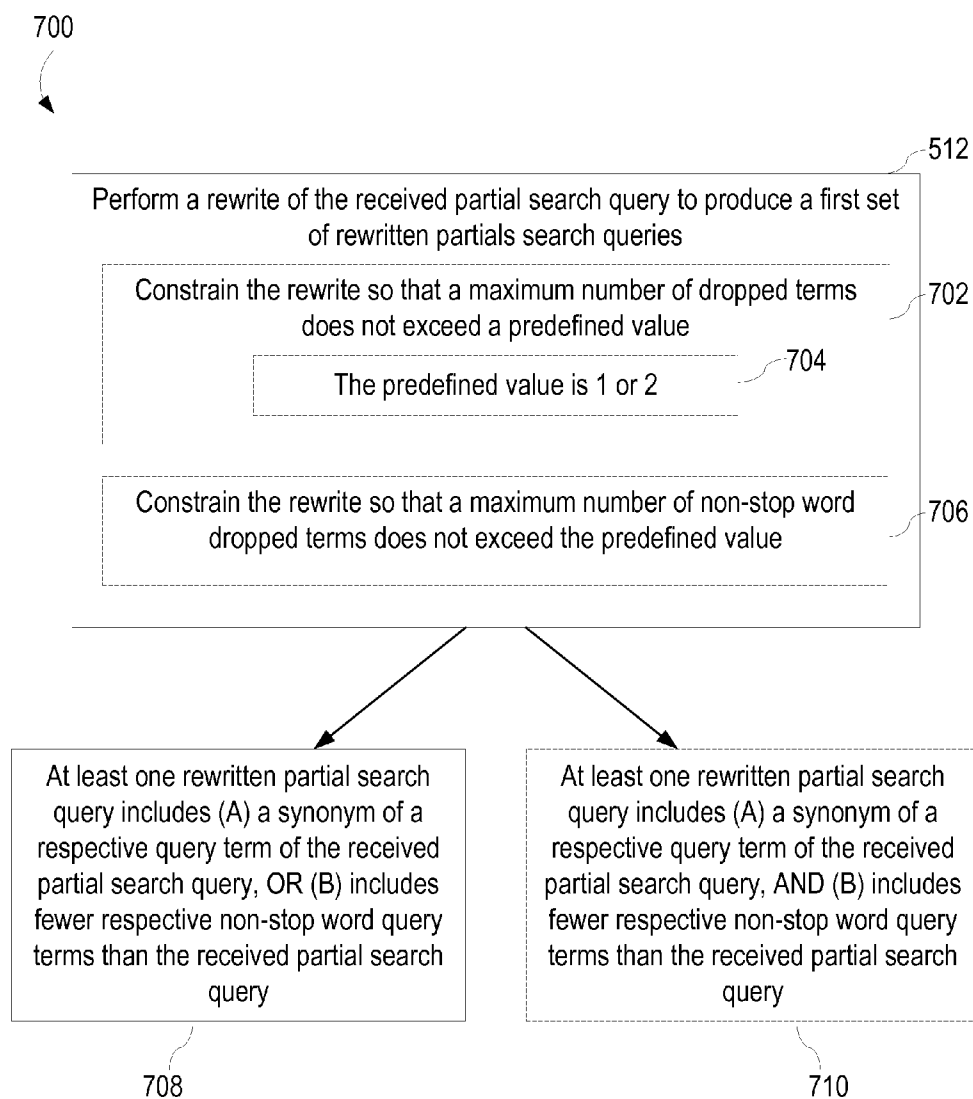 700
512
Perform a rewrite of the received partial search query to produce a first set
of rewritten partials search queries
Constrain the rewrite so that a maximum number of dropped terms
does not exceed a predefined value
702
704
The predefined value is 1 or 2
Constrain the rewrite so that a maximum number of non-stop word
dropped terms does not exceed the predefined value
706
At least one rewritten partial search
query includes (A) a synonym of a
respective query term of the received
partial search query, OR (B) includes
fewer respective non-stop word query
terms than the received partial search
query
At least one rewritten partial search
query includes (A) a synonym of a
respective query term of the received
partial search query, AND (B) includes
fewer respective non-stop word query
terms than the received partial search
query
708
710